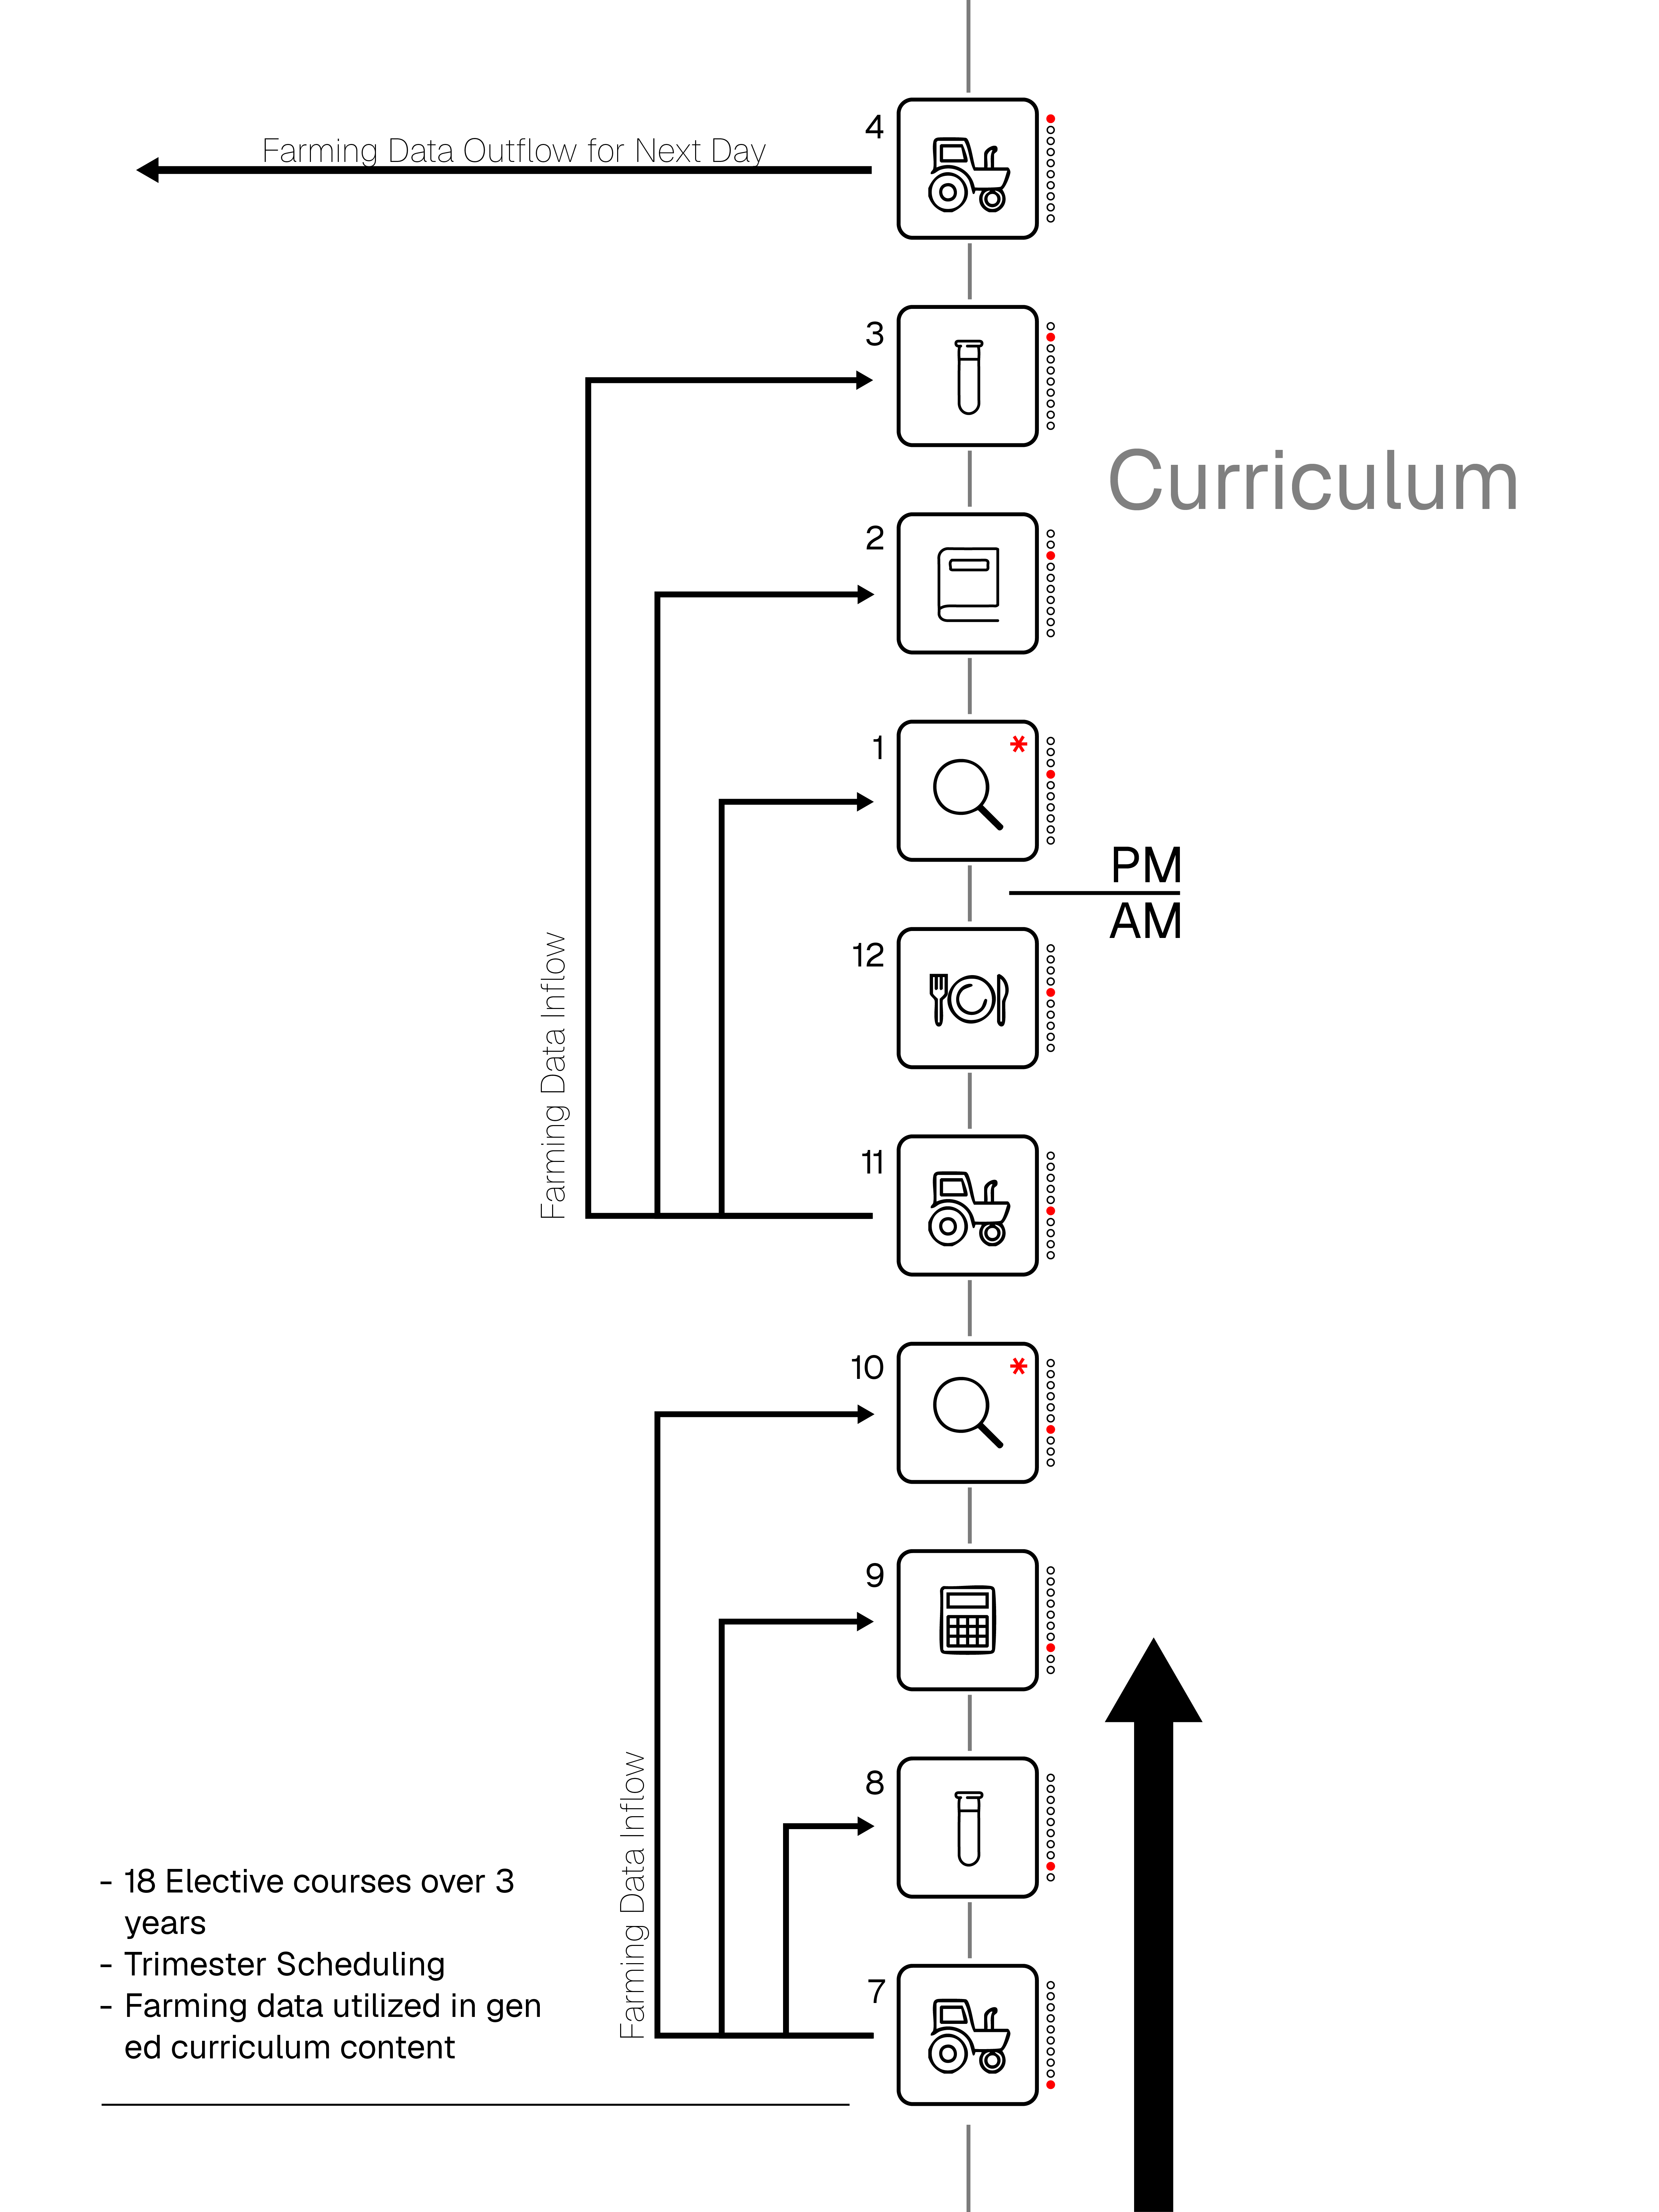 4
Farming Data Outflow for Next Day
3
Curriculum
2
1
*
PM
AM
12
Farming Data Inflow
11
10
*
9
8
Farming Data Inflow
- 18 Elective courses over 3
years
- Trimester Scheduling
- Farming data utilized in gen
ed curriculum content
7